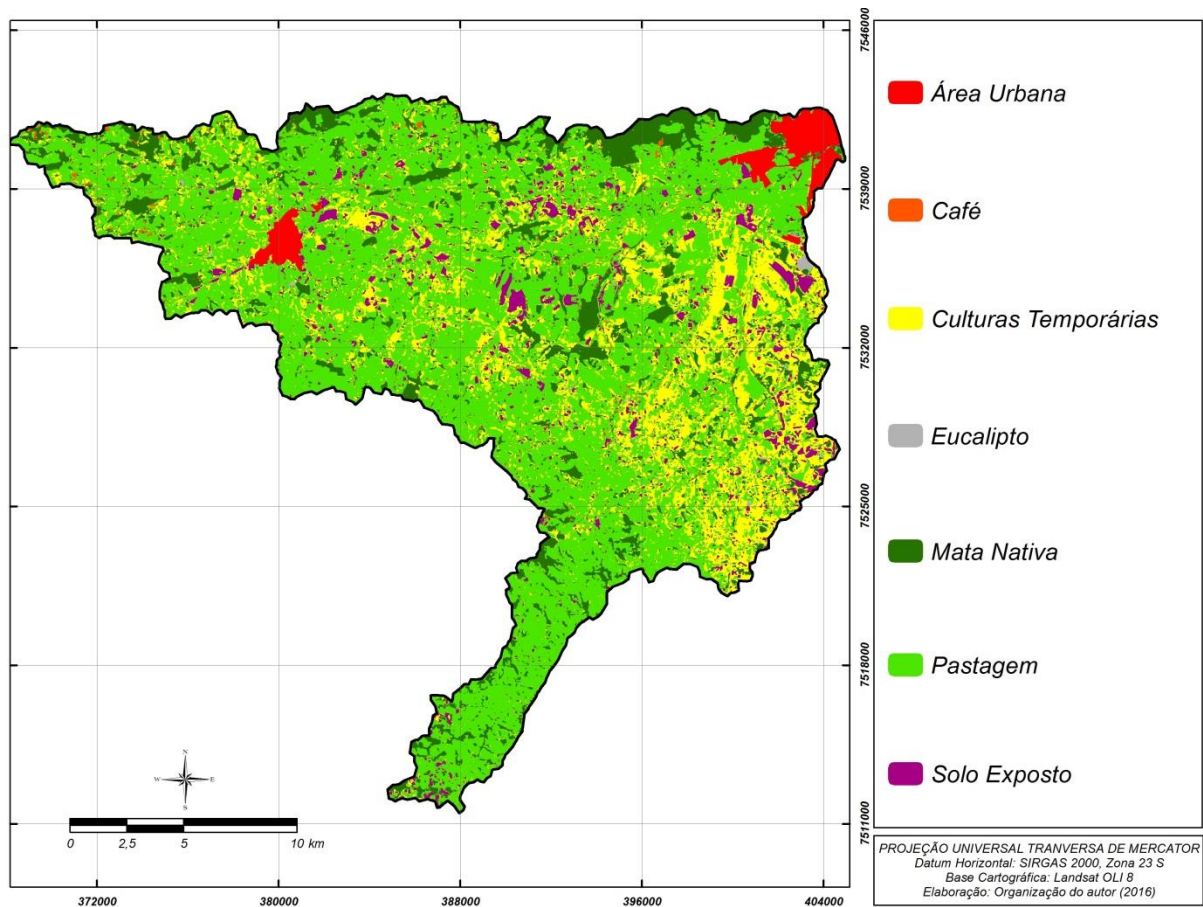 7546000
Área Urbana
Café
7539000
Culturas Temporárias
7532000
Eucalipto
7525000
Mata Nativa
7518000
Pastagem
Solo Exposto
7511000
N
W E
S
0 2,5 5 10 km
372000 380000 388000 396000 404000
PROJEÇÃO UNIVERSAL TRANVERSA DE MERCATOR
Datum Horizontal: SIRGAS 2000, Zona 23 S
Base Cartográfica: Landsat OLI 8
Elaboração: Organização do autor (2016)